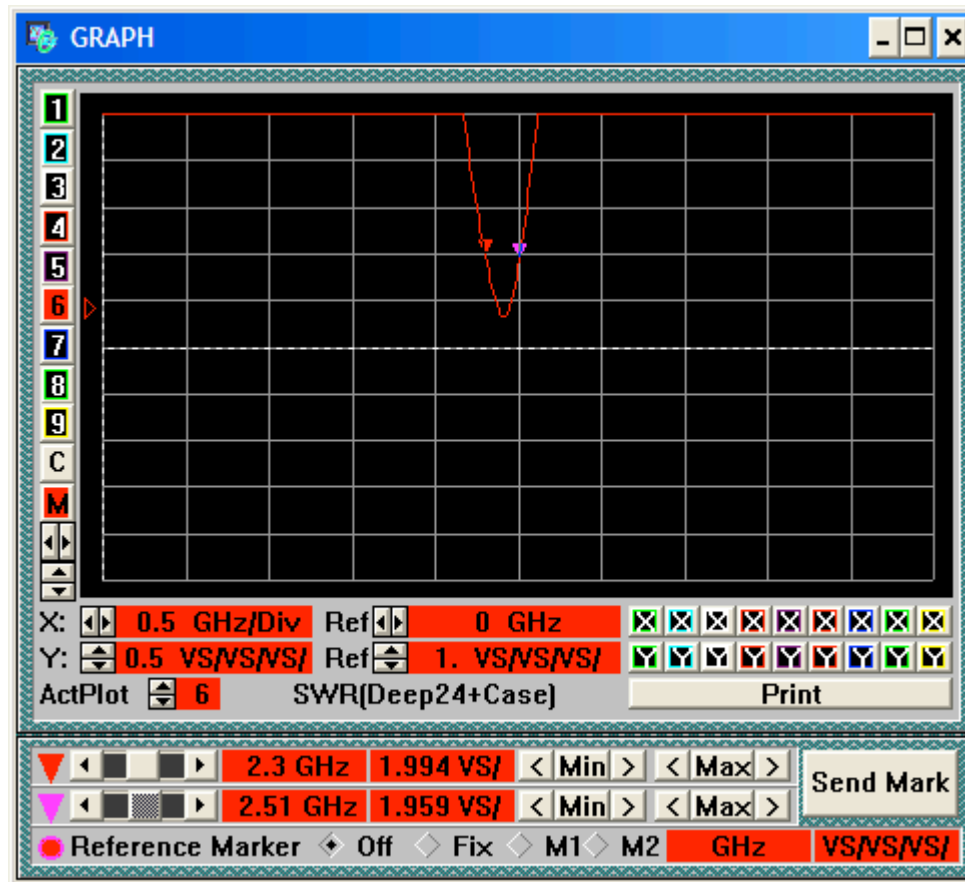 GRAPH
1
2
3
4
5
6
7
8
9
C
M
X: 0.5 GHz/Div Ref 0 GHz X X X X X X X X X
Y: 0.5 VS/VS/VS/ Ref 1. VS/VS/VS/ Y Y Y Y Y Y Y Y Y
ActPlot 6 SWR(Deep24+Case) Print
2.3 GHz 1.994 VS/ < Min > < Max > Send Mark
2.51 GHz 1.959 VS/ < Min > < Max >
Reference Marker Off Fix M1 M2 GHz VS/VS/VS/